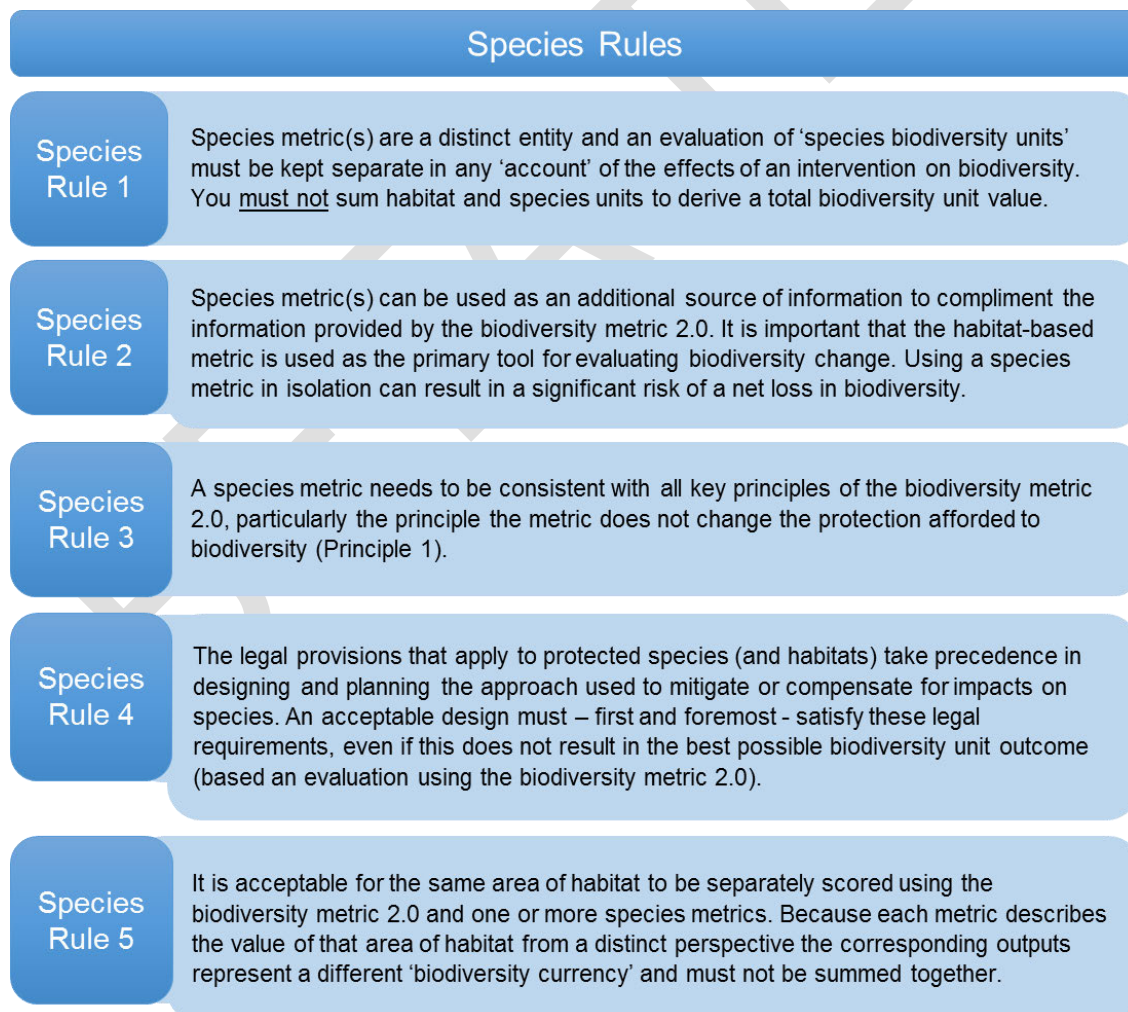 Species Rules
Species
Rule 1
Species metric(s) are a distinct entity and an evaluation of ‘species biodiversity units’
must be kept separate in any ‘account’ of the effects of an intervention on biodiversity.
You must not sum habitat and species units to derive a total biodiversity unit value.
Species
Rule 2
Species metric(s) can be used as an additional source of information to compliment the
information provided by the biodiversity metric 2.0. It is important that the habitat-based
metric is used as the primary tool for evaluating biodiversity change. Using a species
metric in isolation can result in a significant risk of a net loss in biodiversity.
Species
Rule 3
A species metric needs to be consistent with all key principles of the biodiversity metric
2.0, particularly the principle the metric does not change the protection afforded to
biodiversity (Principle 1).
Species
Rule 4
The legal provisions that apply to protected species (and habitats) take precedence in
designing and planning the approach used to mitigate or compensate for impacts on
species. An acceptable design must – first and foremost - satisfy these legal
requirements, even if this does not result in the best possible biodiversity unit outcome
(based an evaluation using the biodiversity metric 2.0).
Species
Rule 5
It is acceptable for the same area of habitat to be separately scored using the
biodiversity metric 2.0 and one or more species metrics. Because each metric describes
the value of that area of habitat from a distinct perspective the corresponding outputs
represent a different ‘biodiversity currency’ and must not be summed together.